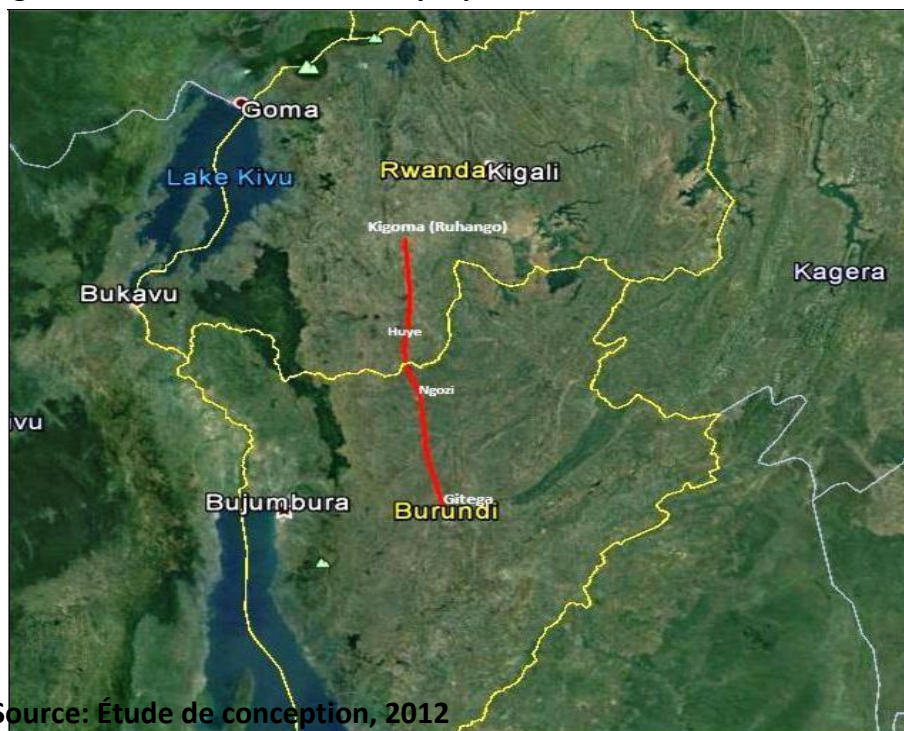 Goma
Lake Kivu
Rwanda Kigali
Kigoma (Ruhango)
Kagera
Bukavu
Huye
Ngozi
vu
Gitega
Bujumbura
Burundi
Source: Étude de conception, 2012